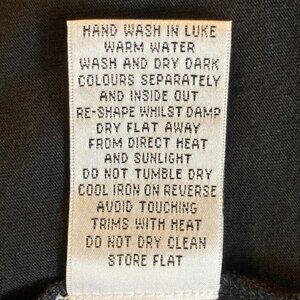 HAND WASH IN LUKE
WARM WATER
WASH AND DRY DARK
COLOURS SEPARATELY
AND INSIDE OUT
RE-SHAPE WHILST DAMP
DRY FLAT AWAY
FROM DIRECT HEAT
AND SUNLIGHT
DO NOT TUMBLE DRY
COOL IRON ON REVERSE
AVOID TOUCHING
TRIMS WITH HEAT
DO NOT DRY CLEAN
STORE FLAT